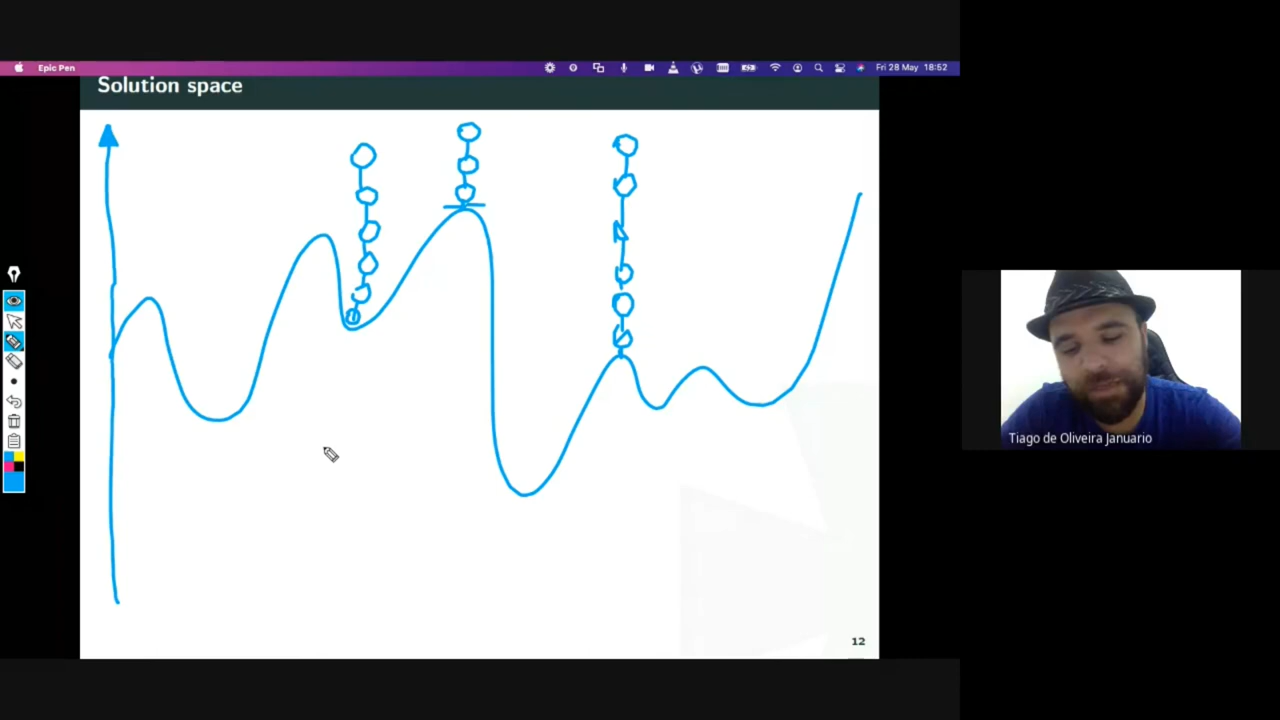 Epic Pen
Fri 28 May 18:52
Solution space
Tiago de Oliveira Januario
12